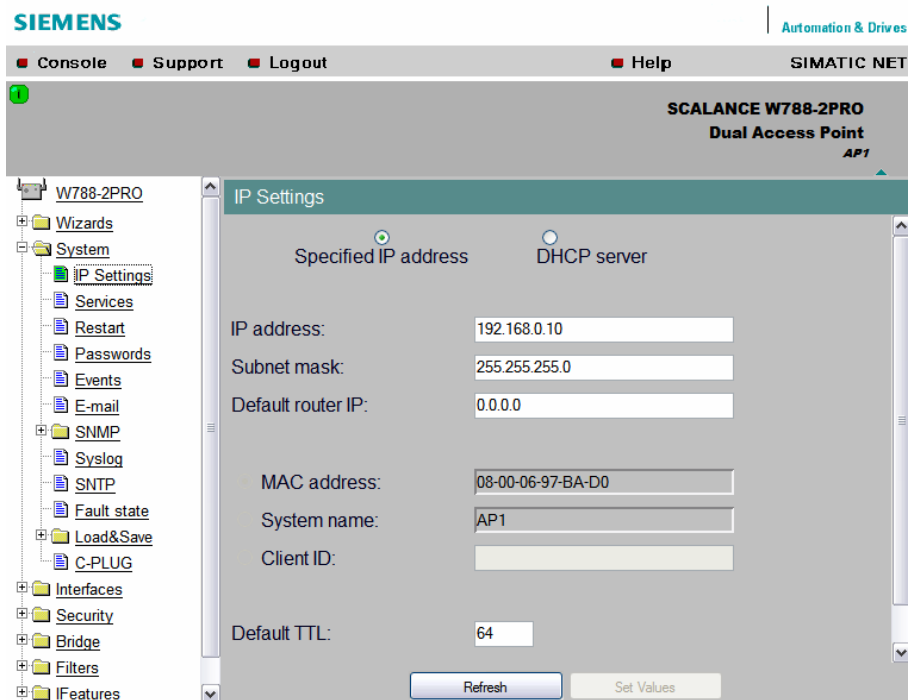 SIEMENS
Automation & Drives
Console Support Logout Help SIMATIC NET
SCALANCE W788-2PRO
Dual Access Point
AP1
W788-2PRO
Wizards
System
IP Settings
Services
Restart
Passwords
Events
E-mail
SNMP
Syslog
SNTP
Fault state
Load&Save
C-PLUG
Interfaces
Security
Bridge
Filters
IFeatures
IP Settings
Specified IP address DHCP server
IP address: 192.168.0.10
Subnet mask: 255.255.255.0
Default router IP: 0.0.0.0
MAC address: 08-00-06-97-BA-D0
System name: AP1
Client ID:
Default TTL: 64
Refresh Set Values